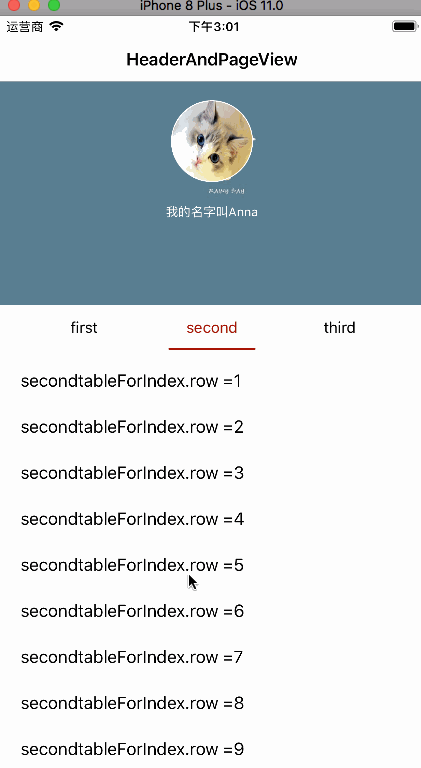 iPhone 8 Plus - iOS 11.0
运营商 下午3:01
HeaderAndPageView
我的名字叫Anna
first second third
secondtableForIndex.row =1
secondtableForIndex.row =2
secondtableForIndex.row =3
secondtableForIndex.row =4
secondtableForIndex.row =5
secondtableForIndex.row =6
secondtableForIndex.row =7
secondtableForIndex.row =8
secondtableForIndex.row =9